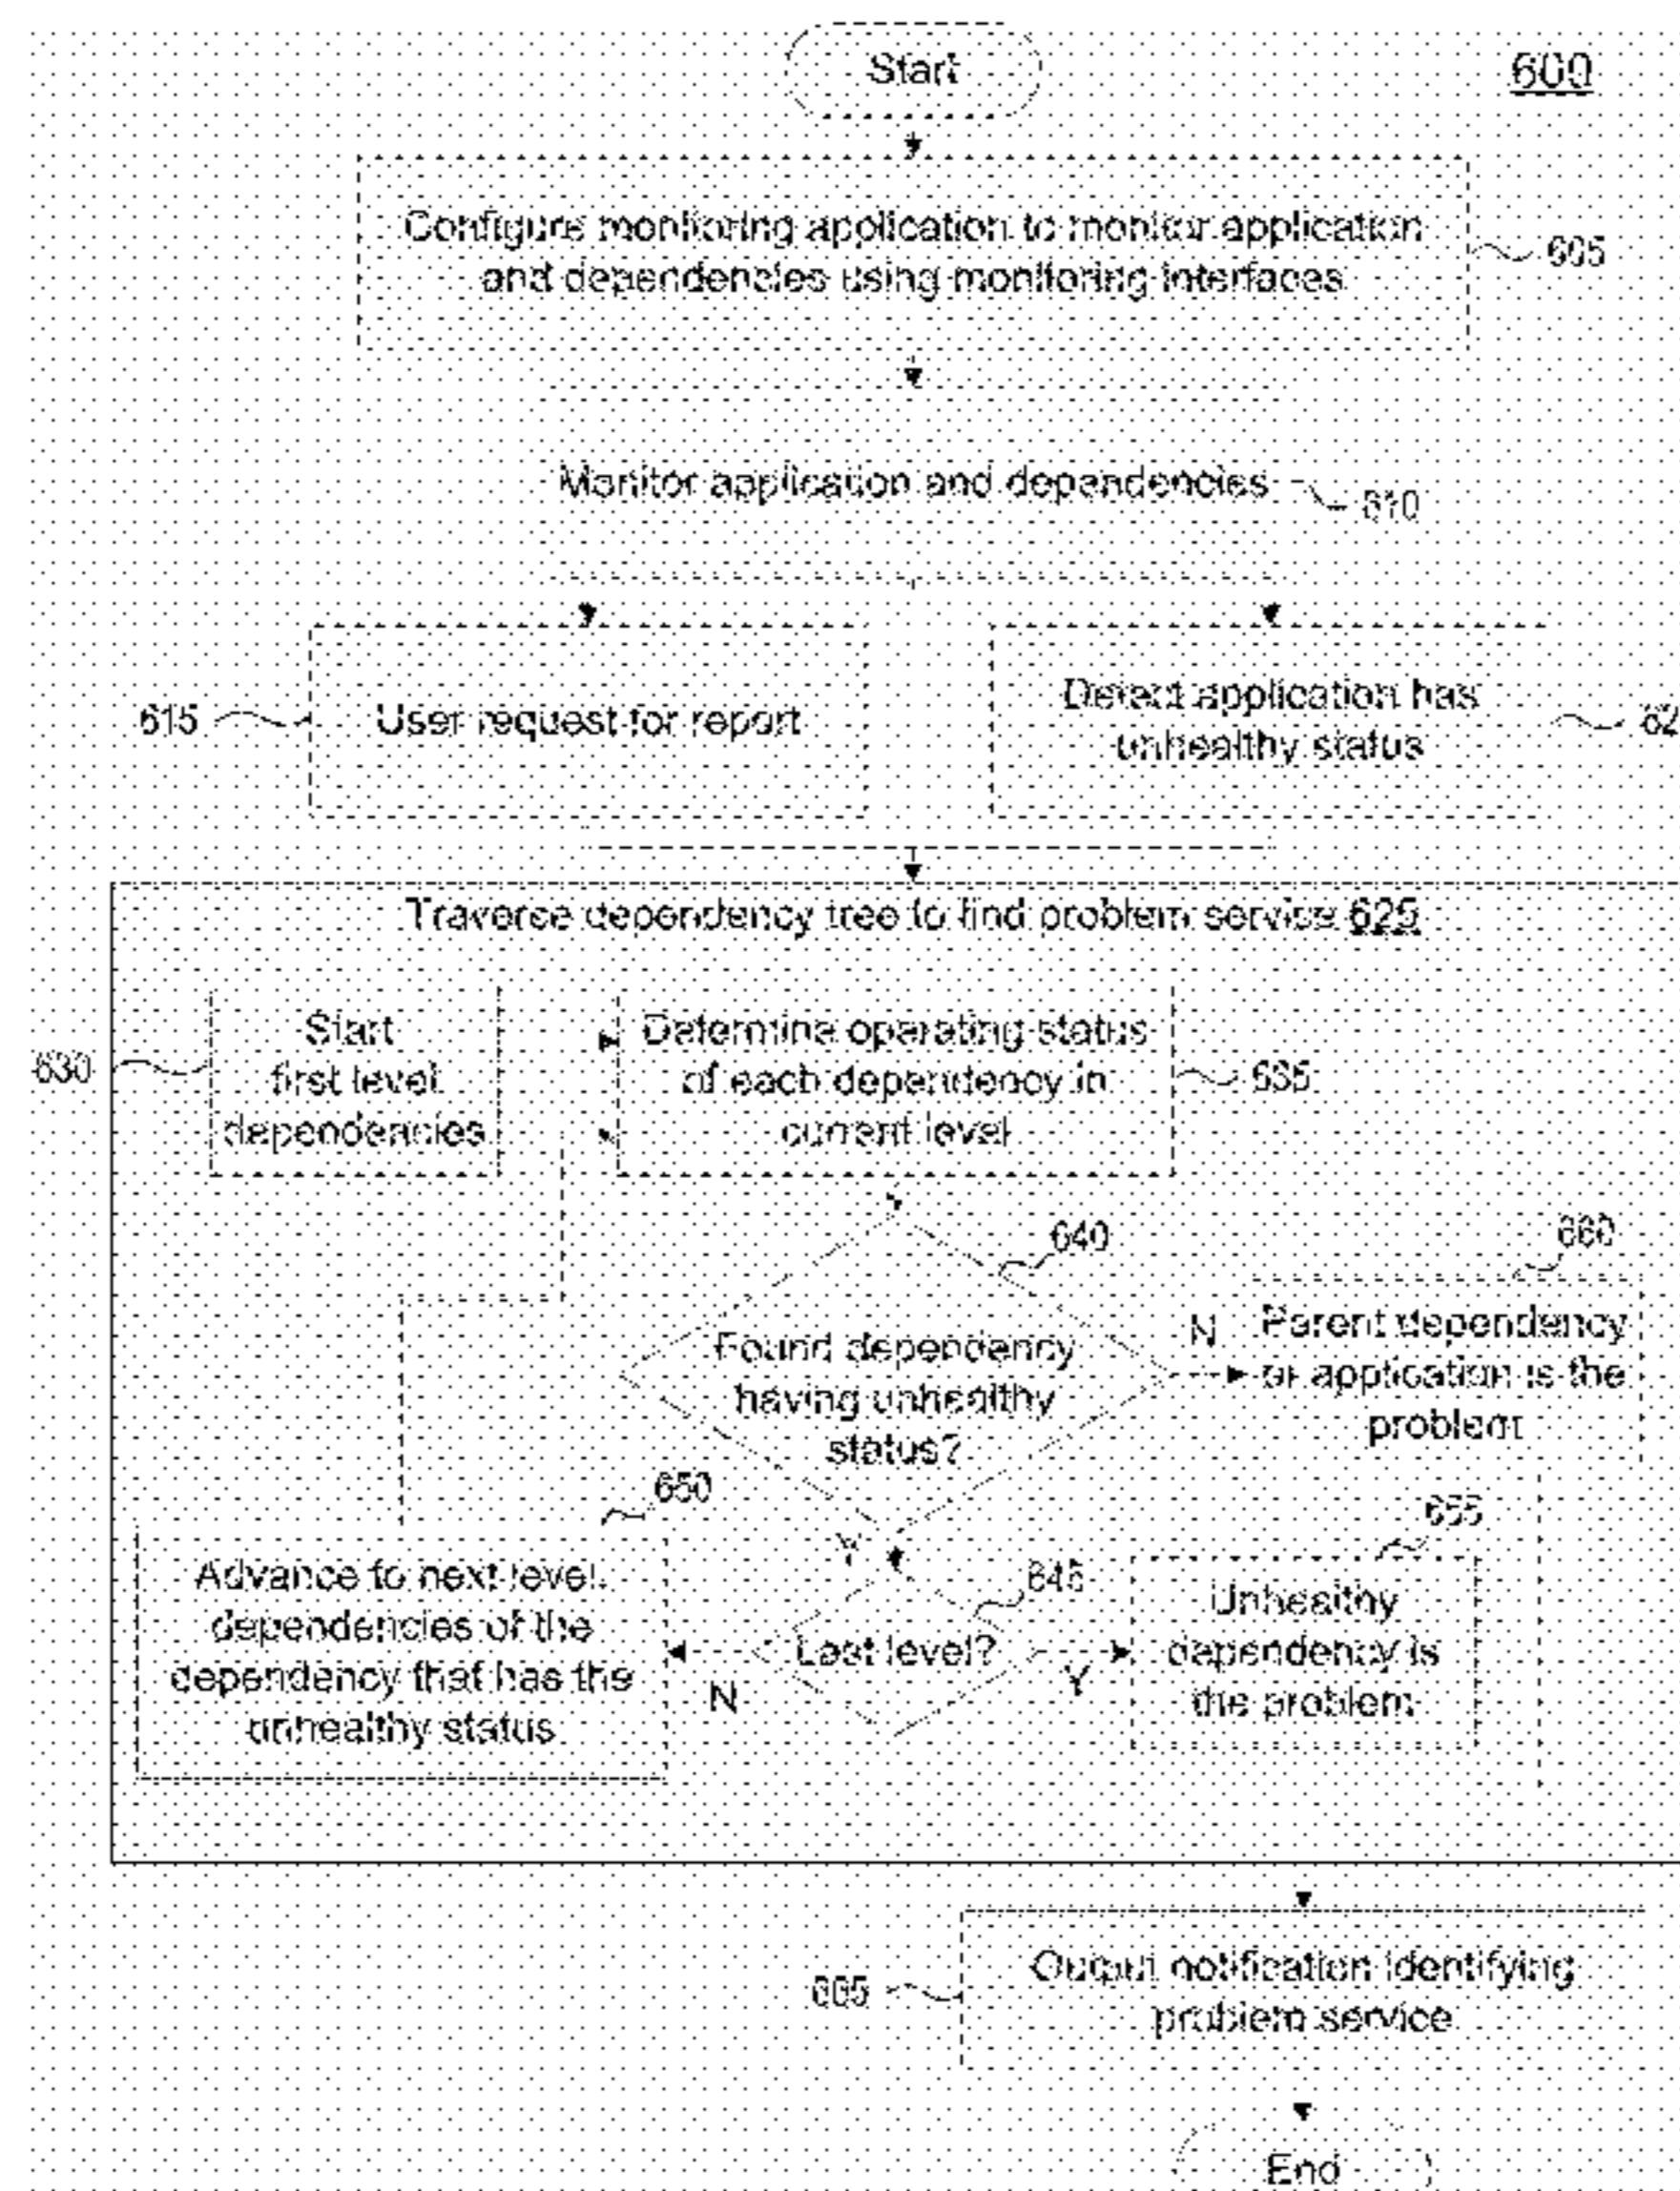 Start
600
Configure monitoring application to monitor application
and dependencies using monitoring interfaces
605
Monitor application and dependencies
610
615
User request for report
Detect application has
unhealthy status
62
Traverse dependency tree to find problem service 625
630
Start
first level
dependencies
Determine operating status
of each dependency in
current level
635
640
660
Found dependency
having unhealthy
status?
N
Parent dependency
or application is the
problem
650
655
Y
645
Advance to next level
dependencies of the
dependency that has the
unhealthy status
N
Last level?
Y
Unhealthy
dependency is
the problem
665
Output notification identifying
problem service
End